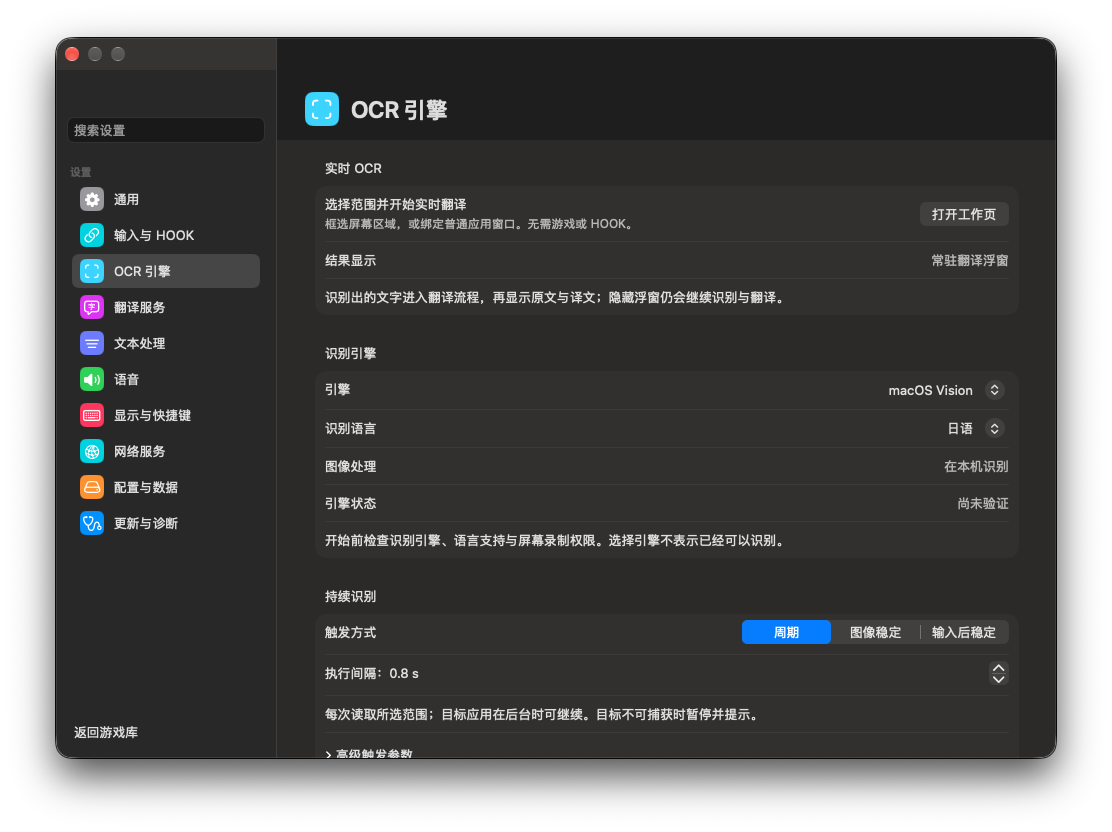 搜索设置
设置
通用
输入与 HOOK
OCR 引擎
翻译服务
文本处理
语音
显示与快捷键
网络服务
配置与数据
更新与诊断
返回游戏库
OCR 引擎
实时 OCR
选择范围并开始实时翻译
框选屏幕区域，或绑定普通应用窗口。无需游戏或 HOOK。
打开工作页
结果显示 常驻翻译浮窗
识别出的文字进入翻译流程，再显示原文与译文；隐藏浮窗仍会继续识别与翻译。
识别引擎
引擎 macOS Vision
识别语言 日语
图像处理 在本机识别
引擎状态 尚未验证
开始前检查识别引擎、语言支持与屏幕录制权限。选择引擎不表示已经可以识别。
持续识别
触发方式 周期 图像稳定 输入后稳定
执行间隔：0.8 s
每次读取所选范围；目标应用在后台时可继续。目标不可捕获时暂停并提示。
高级触发参数